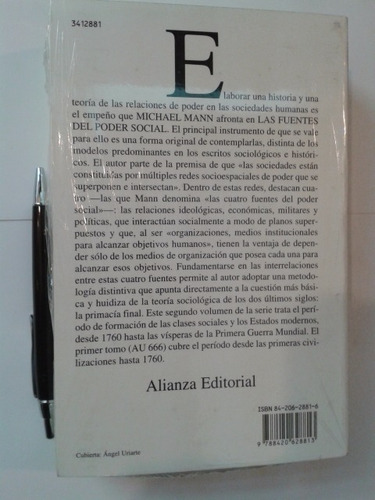 3412881
Elaborar una historia y una
teoría de las relaciones de poder en las sociedades humanas es
el empeño que MICHAEL MANN afronta en LAS FUENTES
DEL PODER SOCIAL. El principal instrumento de que se vale
para ello es una forma original de contemplarlas, distinta de los
modelos predominantes en los escritos sociológicos e históri-
cos. El autor parte de la premisa de que «las sociedades están
constituidas por múltiples redes socioespaciales de poder que se
superponen e intersectan». Dentro de estas redes, destacan cua-
tro —las que Mann denomina «las cuatro fuentes del poder
social»—: las relaciones ideológicas, económicas, militares y
políticas, que interactúan socialmente a modo de planos super-
puestos y que, al ser «organizaciones, medios institucionales
para alcanzar objetivos humanos», tienen la ventaja de depen-
der sólo de los medios de organización que posea cada una para
alcanzar esos objetivos. Fundamentarse en las interrelaciones
entre estas cuatro fuentes permite al autor adoptar una metodo-
logía distintiva que apunta directamente a la cuestión más bási-
ca y huidiza de la teoría sociológica de los dos últimos siglos:
la primacía final. Este segundo volumen de la serie trata el perío-
do de formación de las clases sociales y los Estados modernos,
desde 1760 hasta las vísperas de la Primera Guerra Mundial. El
primer tomo (AU 666) cubre el período desde las primeras civi-
lizaciones hasta 1760.
Alianza Editorial
ISBN 84-206-2881-6
9 788420 628813
Cubierta: Ángel Uriarte